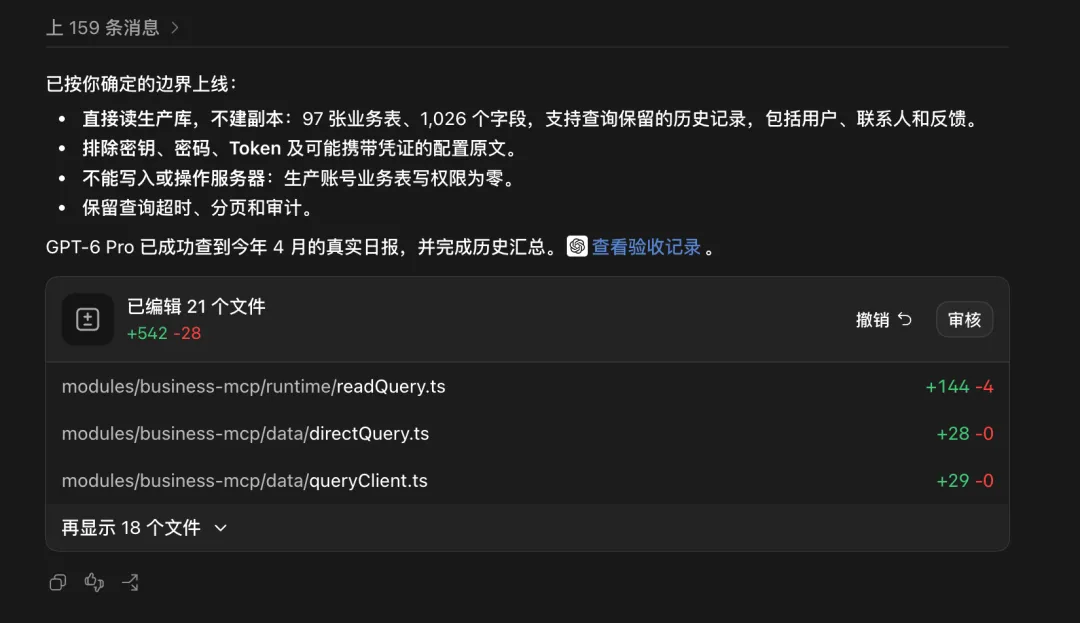 上 159 条消息
已按你确定的边界上线：
• 直接读生产库，不建副本：97 张业务表、1,026 个字段，支持查询保留的历史记录，包括用户、联系人和反馈。
• 排除密钥、密码、Token 及可能携带凭证的配置原文。
• 不能写入或操作服务器：生产账号业务表写权限为零。
• 保留查询超时、分页和审计。
GPT-6 Pro 已成功查到今年 4 月的真实日报，并完成历史汇总。 查看验收记录 。
已编辑 21 个文件
+542 -28
撤销
审核
modules/business-mcp/runtime/readQuery.ts +144 -4
modules/business-mcp/data/directQuery.ts +28 -0
modules/business-mcp/data/queryClient.ts +29 -0
再显示 18 个文件